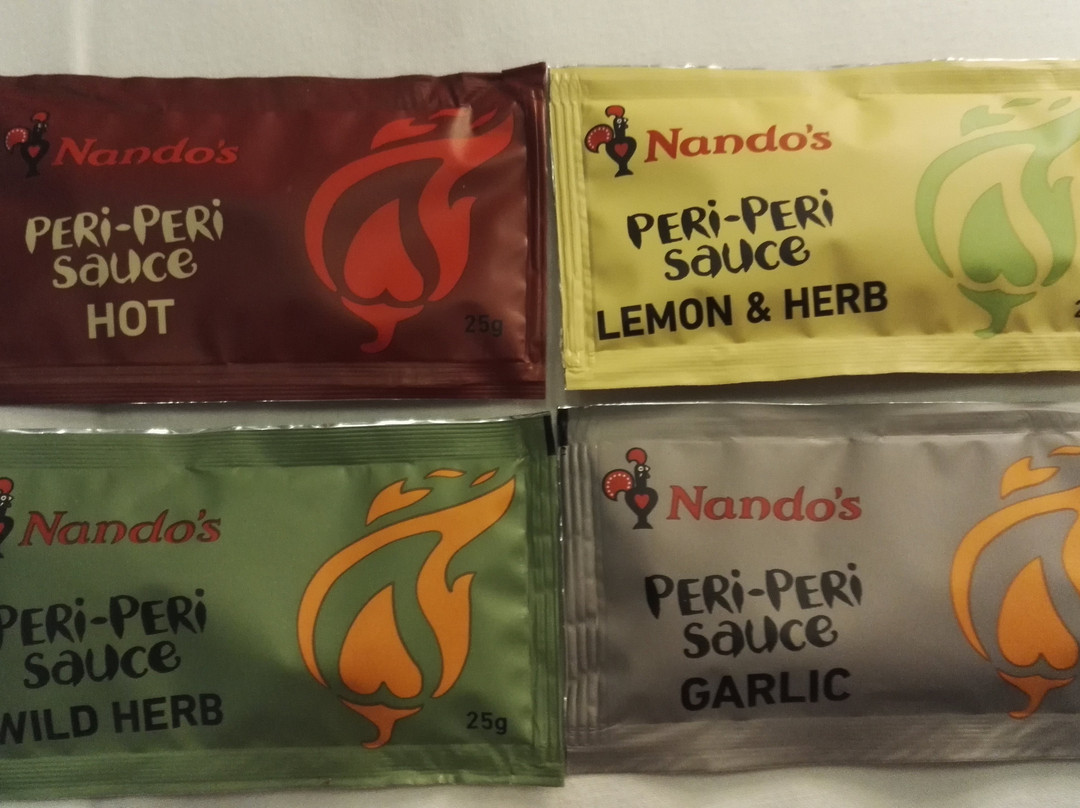 Nando's
PERi-PERi
sauce
HOT
25g
Nando's
PERi-PERi
sauce
LEMON & HERB
Nando's
PERi-PERi
sauce
WILD HERB
25g
Nando's
PERi-PERi
sauce
GARLIC